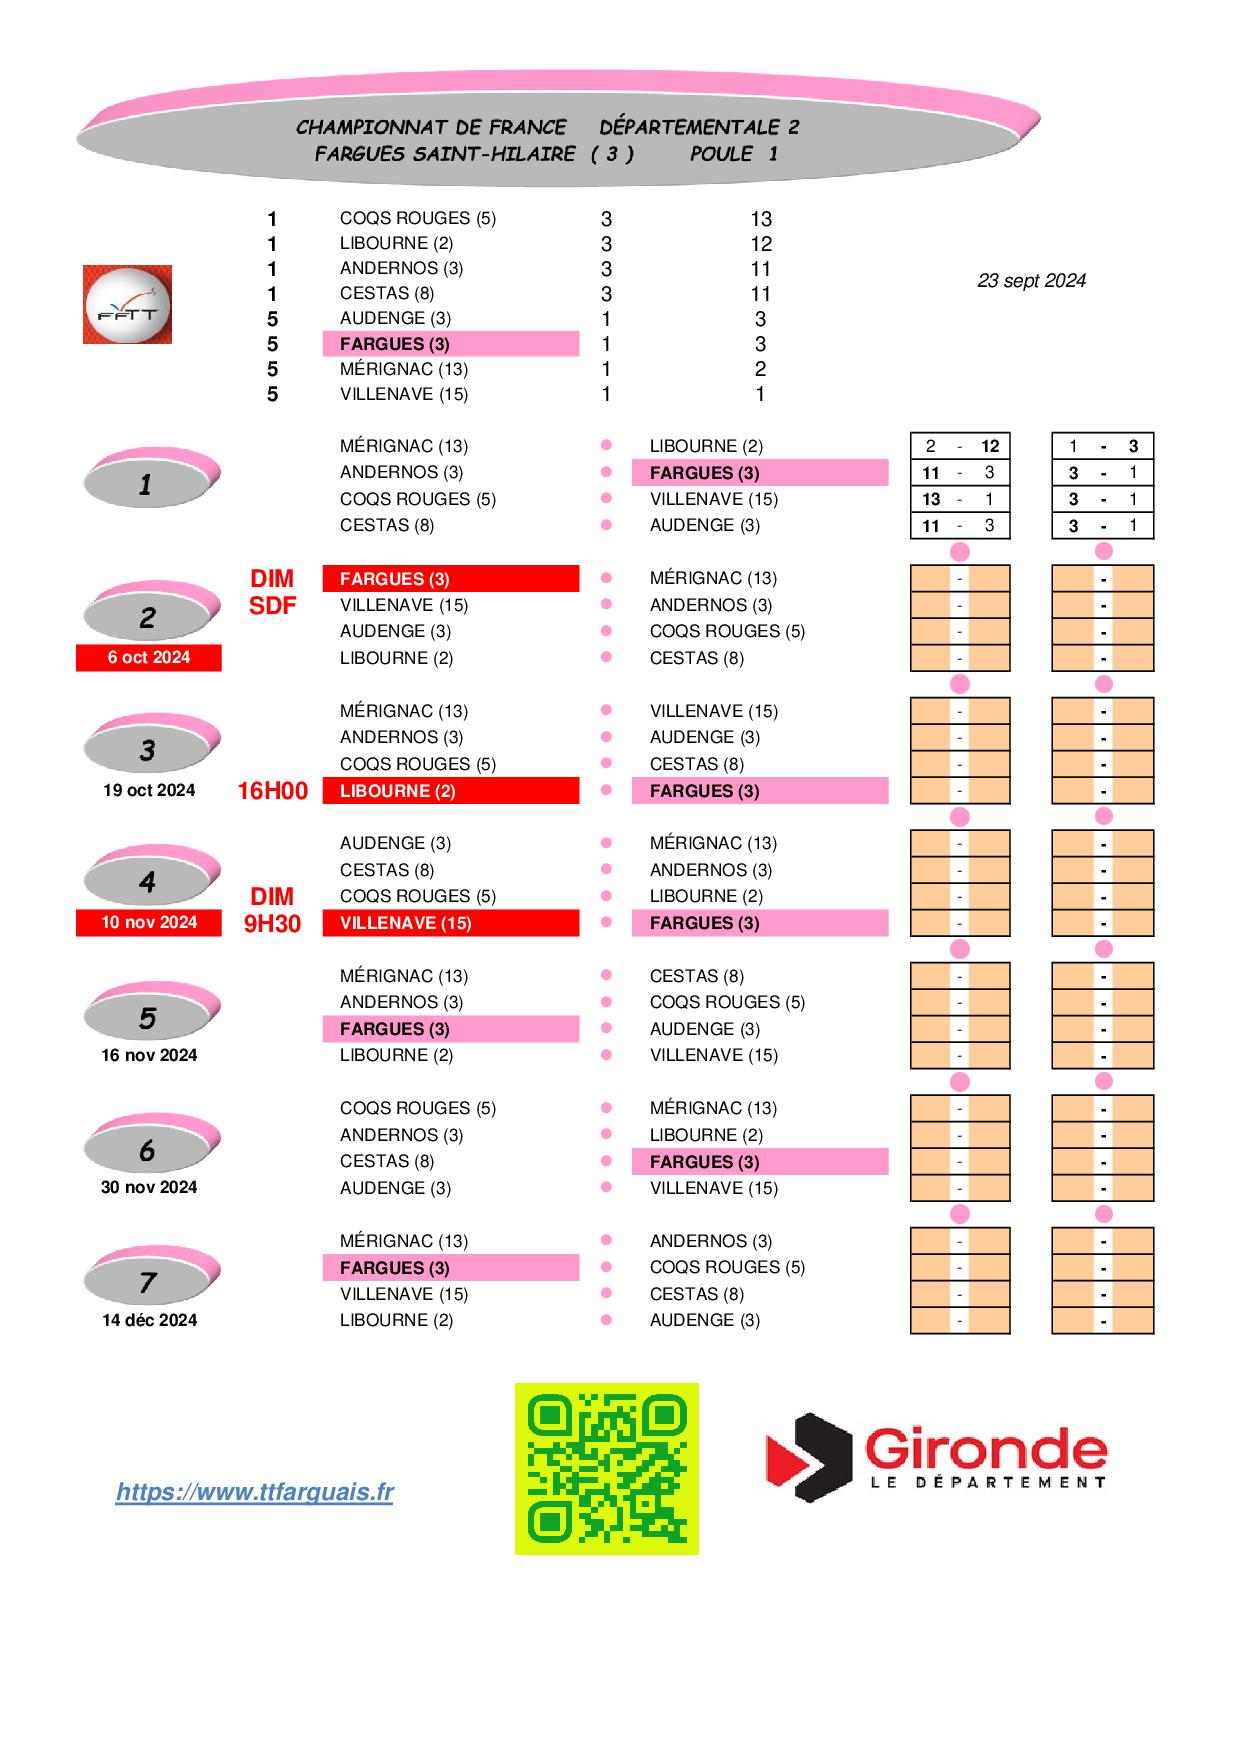 CHAMPIONNAT DE FRANCE DÉPARTEMENTALE 2
FARGUES SAINT-HILAIRE ( 3 ) POULE 1
1 COQS ROUGES (5) 3 13
1 LIBOURNE (2) 3 12
1 ANDERNOS (3) 3 11
1 CESTAS (8) 3 11
5 AUDENGE (3) 1 3
5 FARGUES (3) 1 3
5 MÉRIGNAC (13) 1 2
5 VILLENAVE (15) 1 1
FFTT
23 sept 2024
1
MÉRIGNAC (13) LIBOURNE (2) 2 - 12 1 - 3
ANDERNOS (3) FARGUES (3) 11 - 3 3 - 1
COQS ROUGES (5) VILLENAVE (15) 13 - 1 3 - 1
CESTAS (8) AUDENGE (3) 11 - 3 3 - 1
2
6 oct 2024
DIM FARGUES (3) MÉRIGNAC (13) - -
SDF VILLENAVE (15) ANDERNOS (3) - -
AUDENGE (3) COQS ROUGES (5) - -
LIBOURNE (2) CESTAS (8) - -
3
19 oct 2024
MÉRIGNAC (13) VILLENAVE (15) - -
ANDERNOS (3) AUDENGE (3) - -
COQS ROUGES (5) CESTAS (8) - -
16H00 LIBOURNE (2) FARGUES (3) - -
4
10 nov 2024
AUDENGE (3) MÉRIGNAC (13) - -
CESTAS (8) ANDERNOS (3) - -
DIM COQS ROUGES (5) LIBOURNE (2) - -
9H30 VILLENAVE (15) FARGUES (3) - -
5
16 nov 2024
MÉRIGNAC (13) CESTAS (8) - -
ANDERNOS (3) COQS ROUGES (5) - -
FARGUES (3) AUDENGE (3) - -
LIBOURNE (2) VILLENAVE (15) - -
6
30 nov 2024
COQS ROUGES (5) MÉRIGNAC (13) - -
ANDERNOS (3) LIBOURNE (2) - -
CESTAS (8) FARGUES (3) - -
AUDENGE (3) VILLENAVE (15) - -
7
14 déc 2024
MÉRIGNAC (13) ANDERNOS (3) - -
FARGUES (3) COQS ROUGES (5) - -
VILLENAVE (15) CESTAS (8) - -
LIBOURNE (2) AUDENGE (3) - -
https://www.ttfarguais.fr
Gironde
LE DÉPARTEMENT